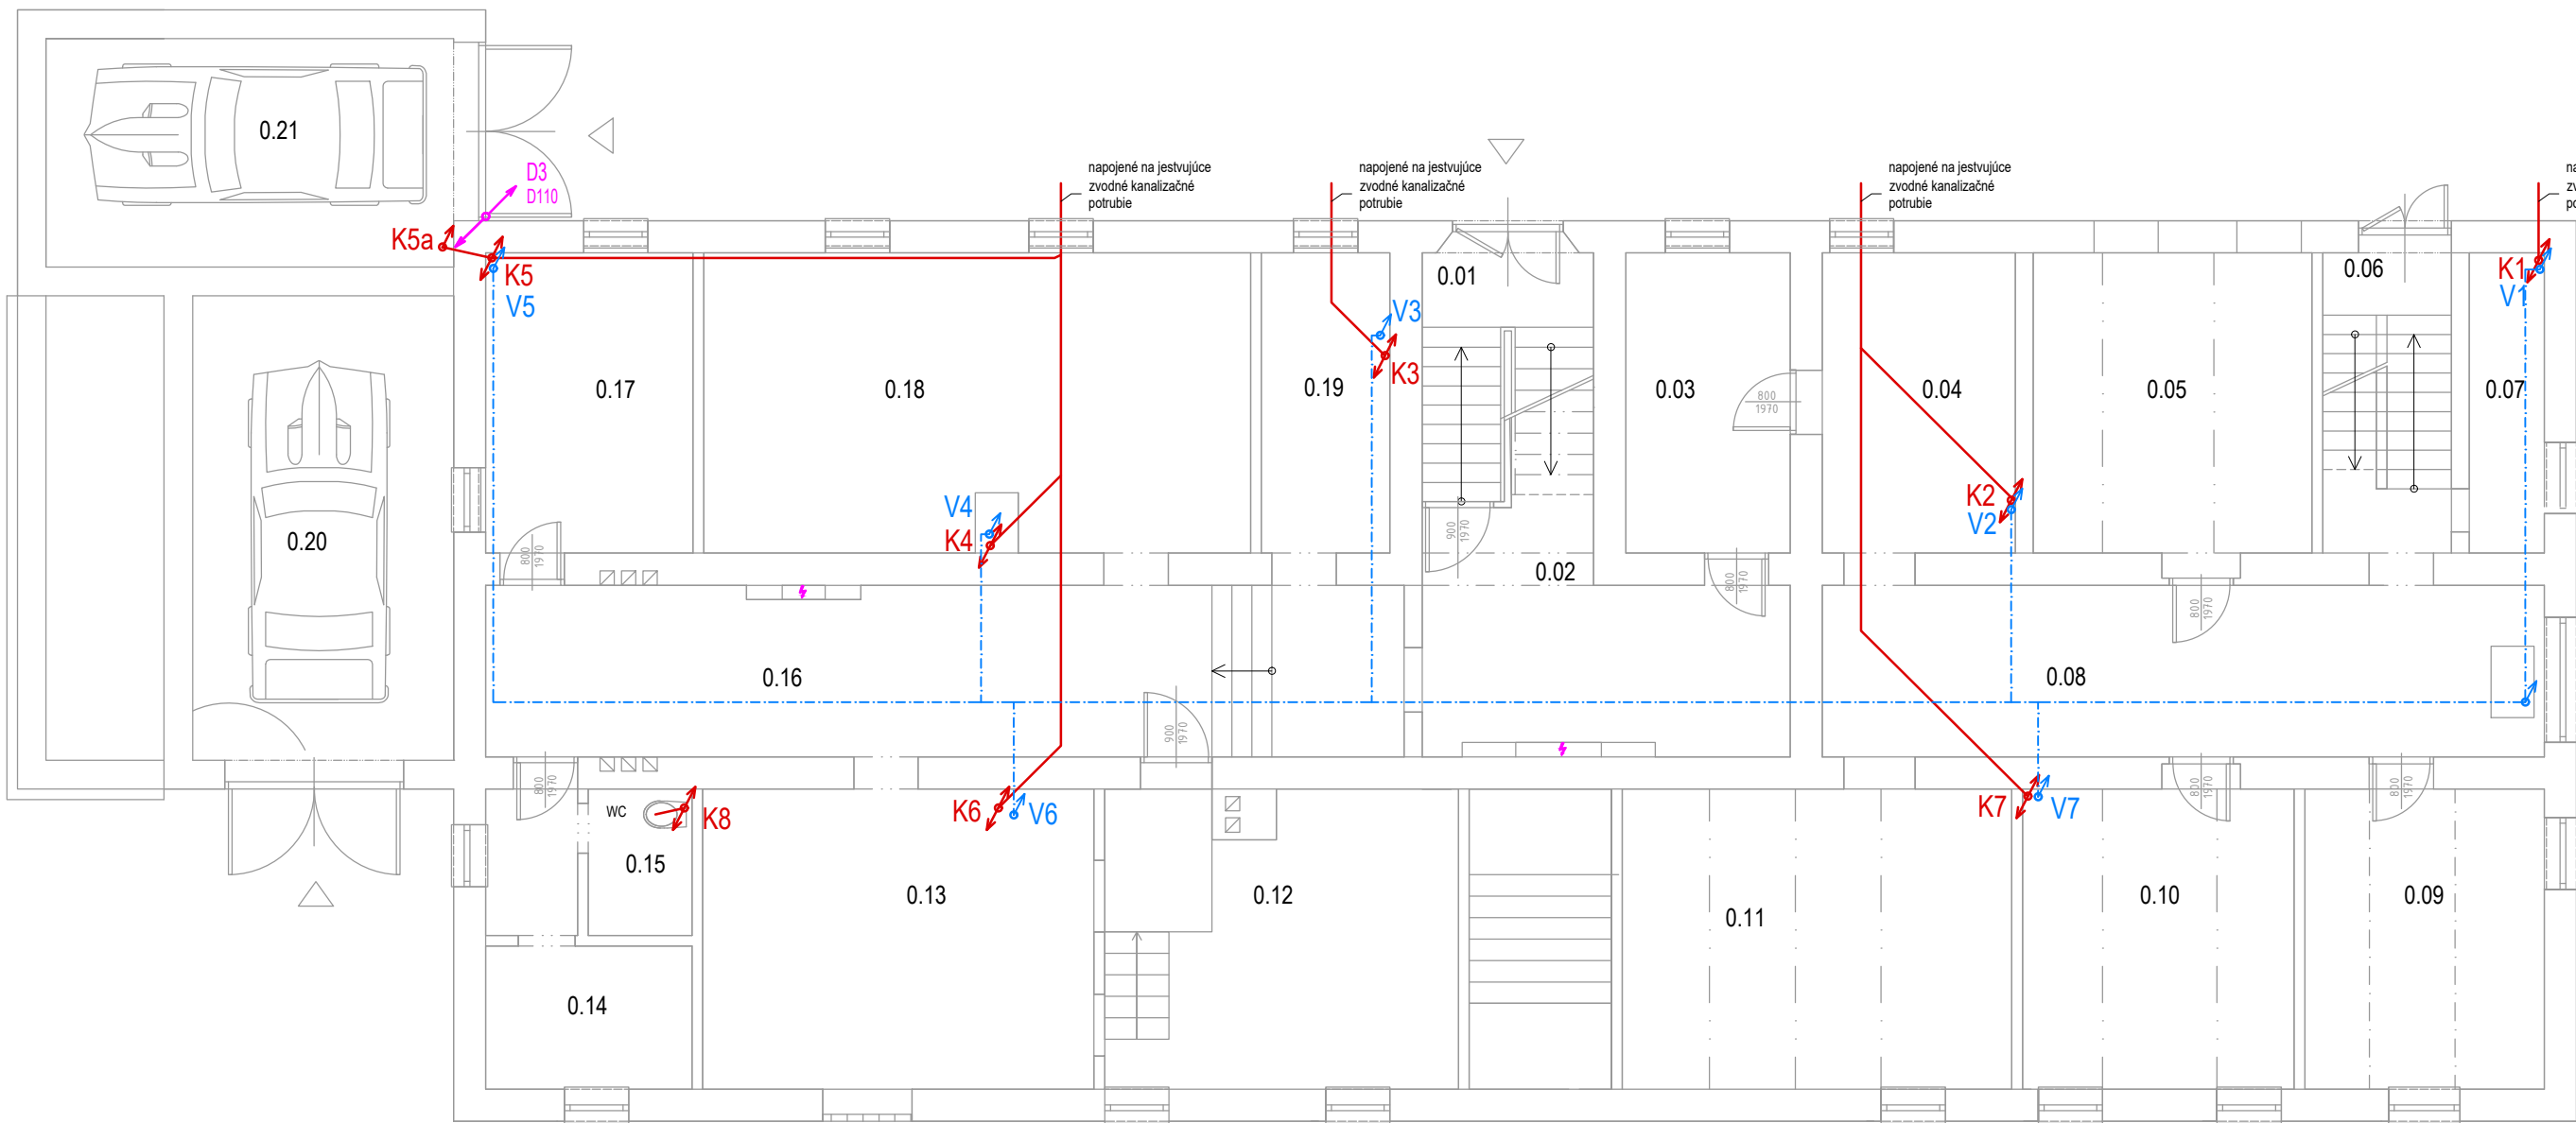 0.21
D3
D110
napojené na jestvujúce
zvodné kanalizačné
potrubie
napojené na jestvujúce
zvodné kanalizačné
potrubie
napojené na jestvujúce
zvodné kanalizačné
potrubie
K5a
K5
V5
0.01
0.06
K1
V1
V3
K3
0.17
0.18
0.19
0.03
800
1970
0.04
0.05
0.07
V4
K4
K2
V2
0.20
800
1970
900
1970
0.02
800
1970
800
1970
0.16
0.08
900
1970
800
1970
800
1970
800
1970
WC
K8
K6
V6
K7
V7
0.15
0.13
0.12
0.11
0.10
0.09
0.14